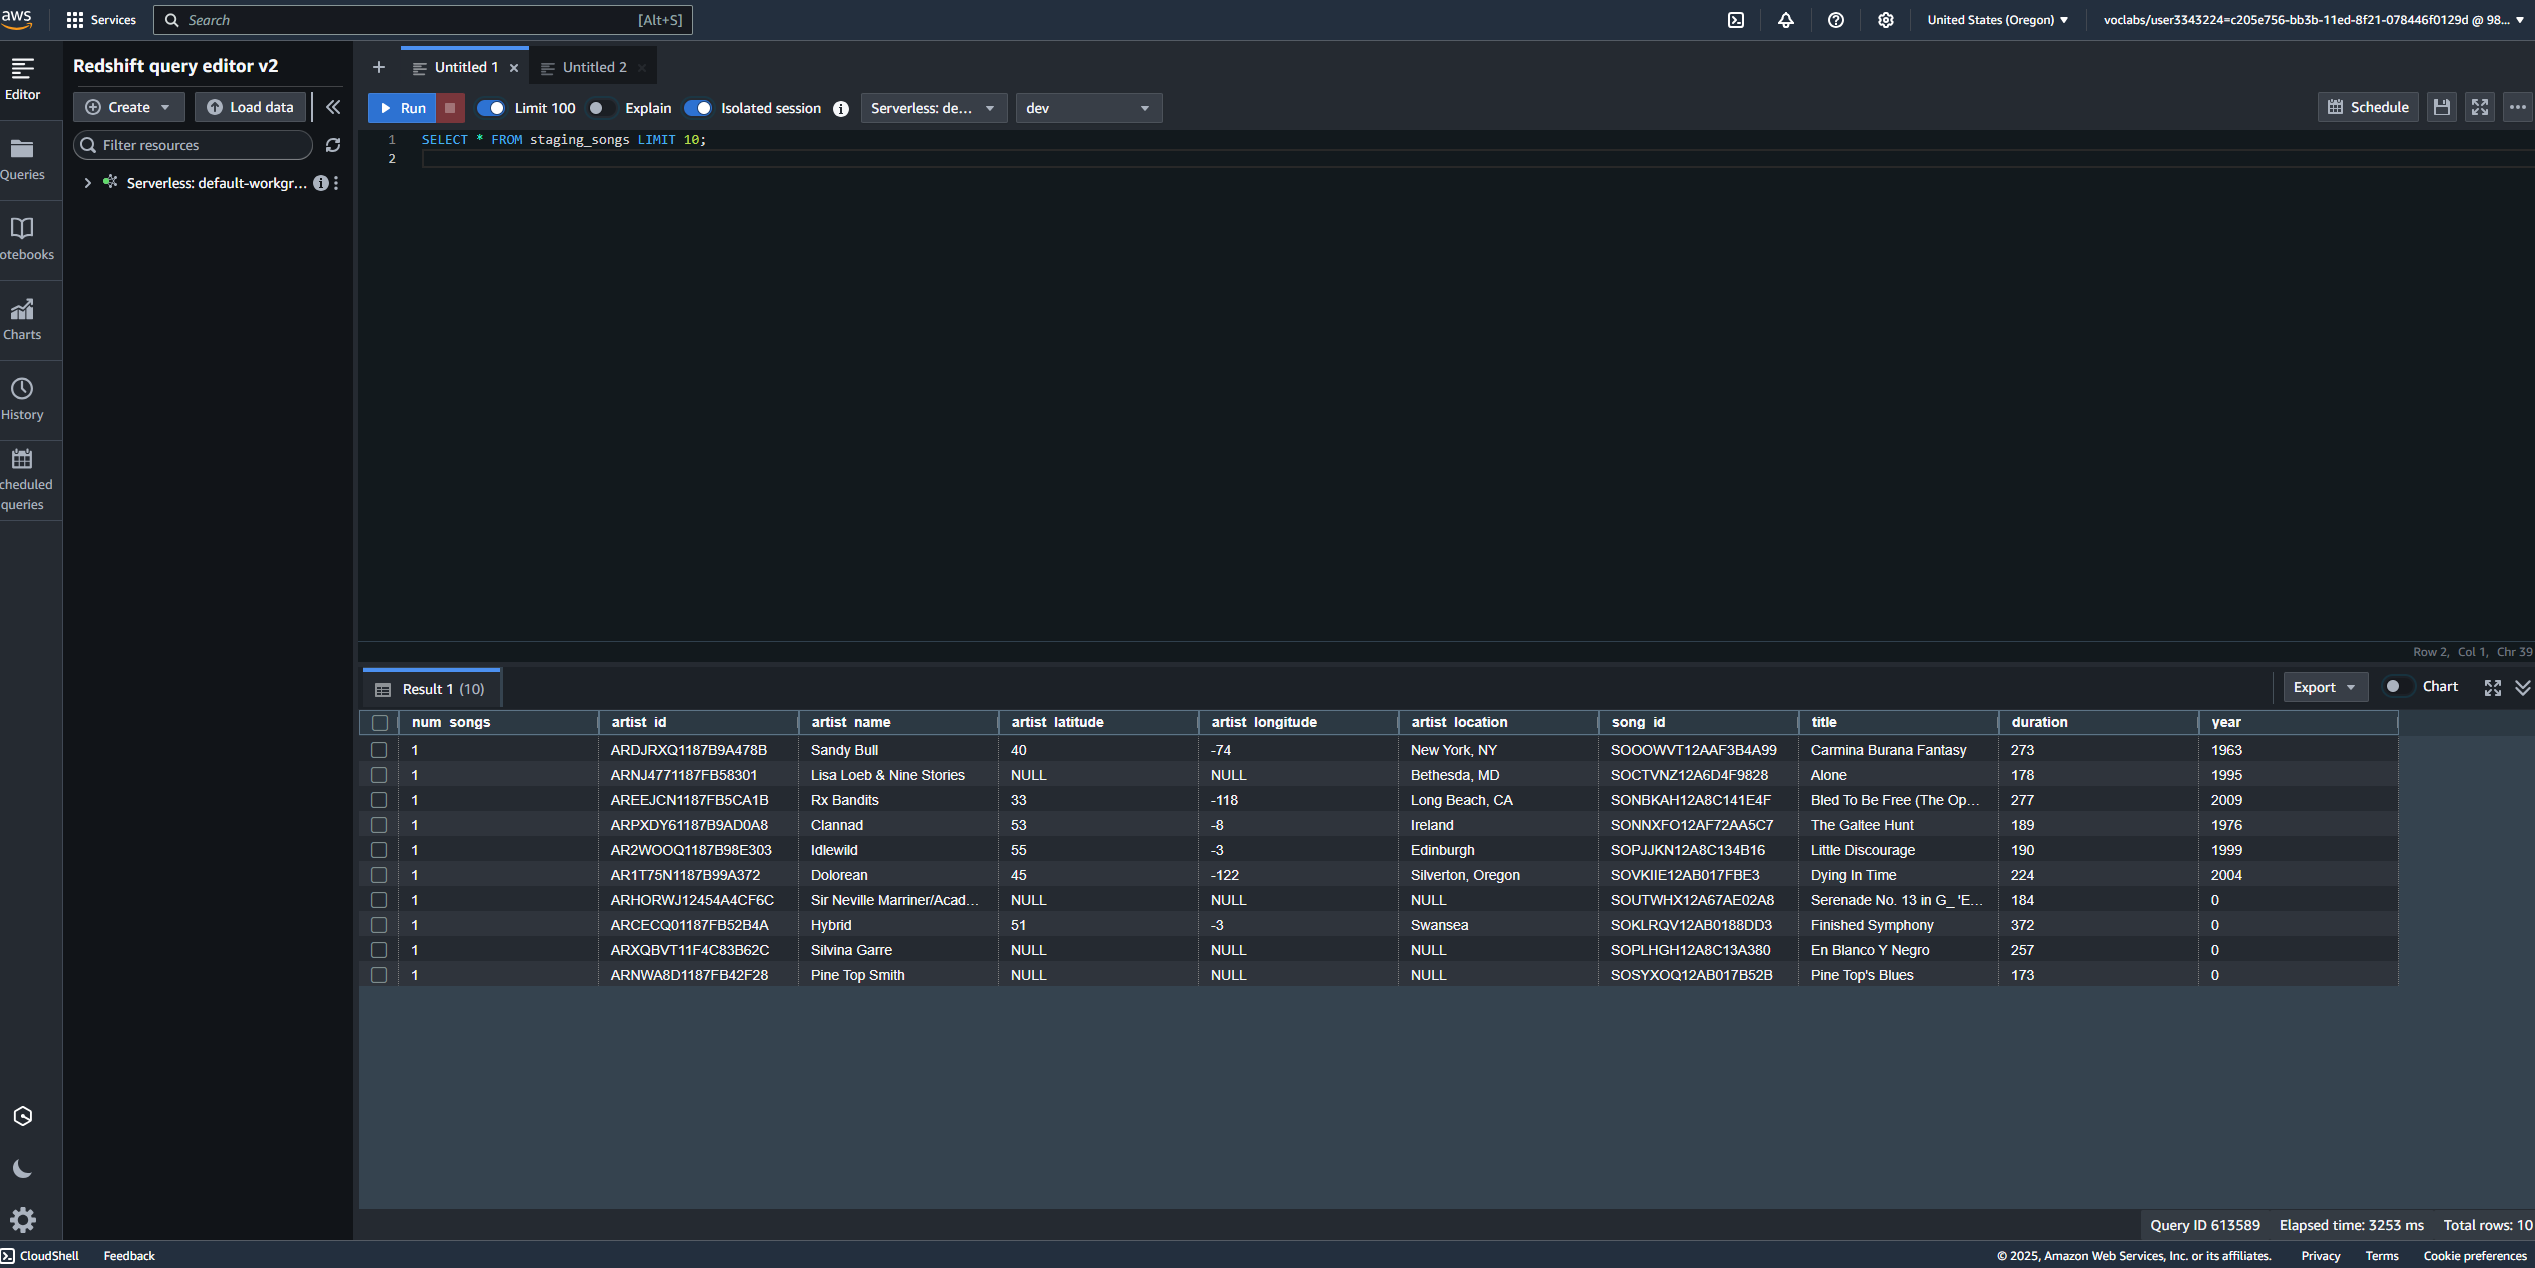 aws
Services
Search
[Alt+S]
United States (Oregon)
voclabs/user3343224=c205e756-bb3b-11ed-8f21-078446f0129d @ 98...
Editor
Queries
otebooks
Charts
History
cheduled
queries
Redshift query editor v2
Create
Load data
Filter resources
Serverless: default-workgr...
Untitled 1
Untitled 2
Run
Limit 100
Explain
Isolated session
Serverless: de...
dev
Schedule
1 SELECT * FROM staging_songs LIMIT 10;
2
Row 2, Col 1, Chr 39
Result 1 (10)
Export
Chart
num_songs artist_id artist_name artist_latitude artist_longitude artist_location song_id title duration year
1 ARDJRXQ1187B9A478B Sandy Bull 40 -74 New York, NY SOOOWVT12AAF3B4A99 Carmina Burana Fantasy 273 1963
1 ARNJ4771187FB58301 Lisa Loeb & Nine Stories NULL NULL Bethesda, MD SOCTVNZ12A6D4F9828 Alone 178 1995
1 AREEJCN1187FB5CA1B Rx Bandits 33 -118 Long Beach, CA SONBKAH12A8C141E4F Bled To Be Free (The Op... 277 2009
1 ARPXDY61187B9AD0A8 Clannad 53 -8 Ireland SONNXFO12AF72AA5C7 The Galtee Hunt 189 1976
1 AR2WOOQ1187B98E303 Idlewild 55 -3 Edinburgh SOPJJKN12A8C134B16 Little Discourage 190 1999
1 AR1T75N1187B99A372 Dolorean 45 -122 Silverton, Oregon SOVKIIE12AB017FBE3 Dying In Time 224 2004
1 ARHORWJ12454A4CF6C Sir Neville Marriner/Acad... NULL NULL NULL SOUTWHX12A67AE02A8 Serenade No. 13 in G_ 'E... 184 0
1 ARCECQ01187FB52B4A Hybrid 51 -3 Swansea SOKLRQV12AB0188DD3 Finished Symphony 372 0
1 ARXQBVT11F4C83B62C Silvina Garre NULL NULL NULL SOPLHGH12A8C13A380 En Blanco Y Negro 257 0
1 ARNWA8D1187FB42F28 Pine Top Smith NULL NULL NULL SOSYXOQ12AB017B52B Pine Top's Blues 173 0
Query ID 613589 Elapsed time: 3253 ms Total rows: 10
CloudShell
Feedback
© 2025, Amazon Web Services, Inc. or its affiliates.
Privacy
Terms
Cookie preferences